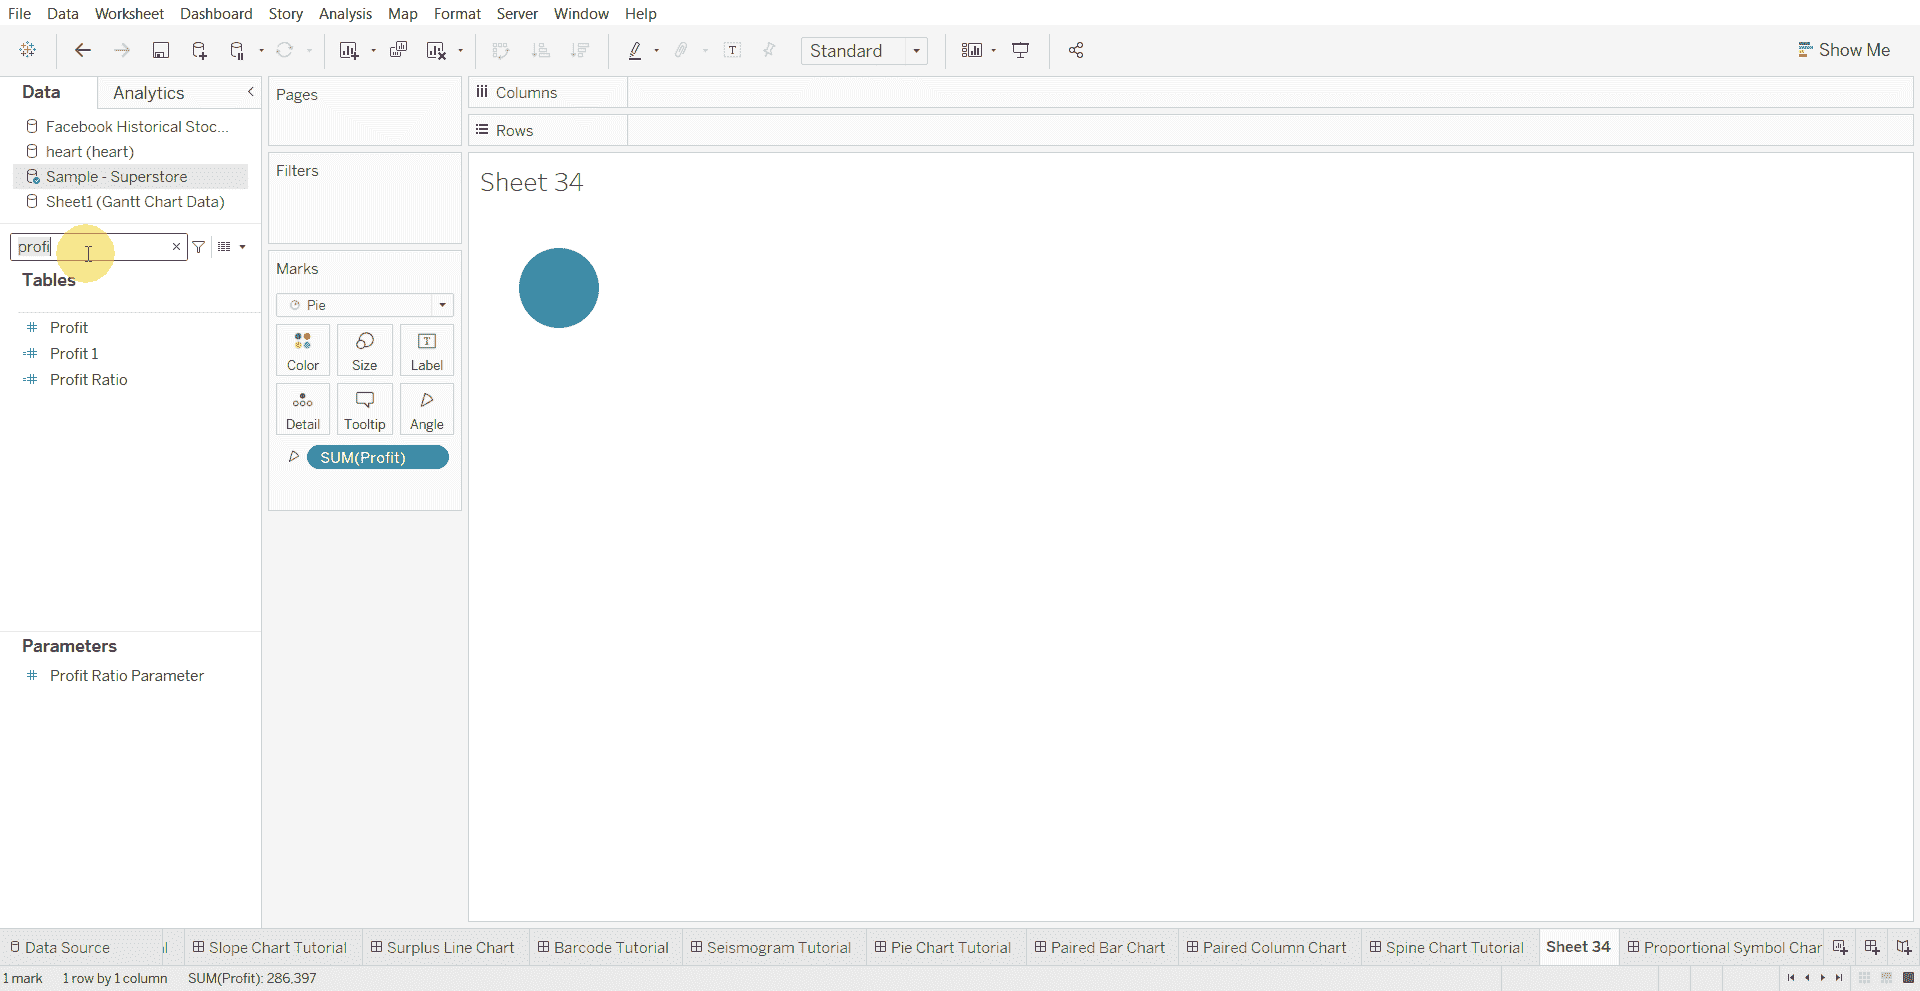 File Data Worksheet Dashboard Story Analysis Map Format Server Window Help
Standard
Show Me
Data Analytics
Facebook Historical Stoc...
heart (heart)
Sample - Superstore
Sheet1 (Gantt Chart Data)
profi
Tables
Profit
Profit 1
Profit Ratio
Parameters
Profit Ratio Parameter
Pages
Filters
Marks
Pie
Color Size Label
Detail Tooltip Angle
SUM(Profit)
Columns
Rows
Sheet 34
Data Source Slope Chart Tutorial Surplus Line Chart Barcode Tutorial Seismogram Tutorial Pie Chart Tutorial Paired Bar Chart Paired Column Chart Spine Chart Tutorial Sheet 34 Proportional Symbol Char
1 mark 1 row by 1 column SUM(Profit): 286,397